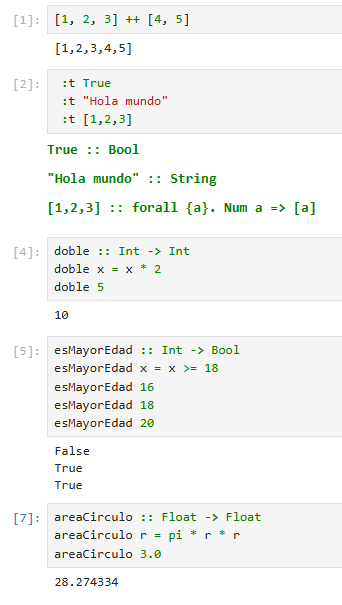 [1]: [1, 2, 3] ++ [4, 5]
[1,2,3,4,5]
[2]: :t True
:t "Hola mundo"
:t [1,2,3]
True :: Bool
"Hola mundo" :: String
[1,2,3] :: forall {a}. Num a => [a]
[4]: doble :: Int -> Int
doble x = x * 2
doble 5
10
[5]: esMayorEdad :: Int -> Bool
esMayorEdad x = x >= 18
esMayorEdad 16
esMayorEdad 18
esMayorEdad 20
False
True
True
[7]: areaCirculo :: Float -> Float
areaCirculo r = pi * r * r
areaCirculo 3.0
28.274334